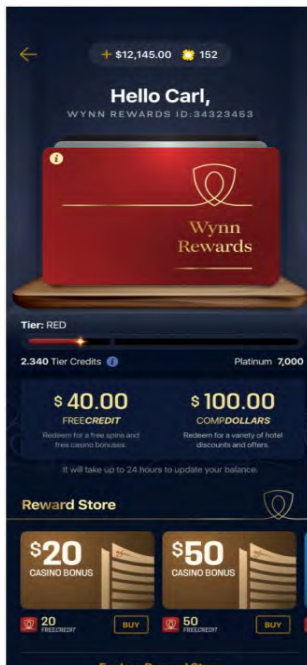 + $12,145.00 152
Hello Carl,
WYNN REWARDS ID:34323453
i
Wynn
Rewards
Tier: RED
2.340 Tier Credits i Platinum 7,000
$ 40.00 $ 100.00
FREECREDIT COMPDOLLARS
Redeem for a free spins and Redeem for a variety of hotel
free casino bonuses. discounts and offers.
It will take up to 24 hours to update your balance.
Reward Store
$20 $50
CASINO BONUS CASINO BONUS
20 BUY 50 BUY
FREECREDIT FREECREDIT